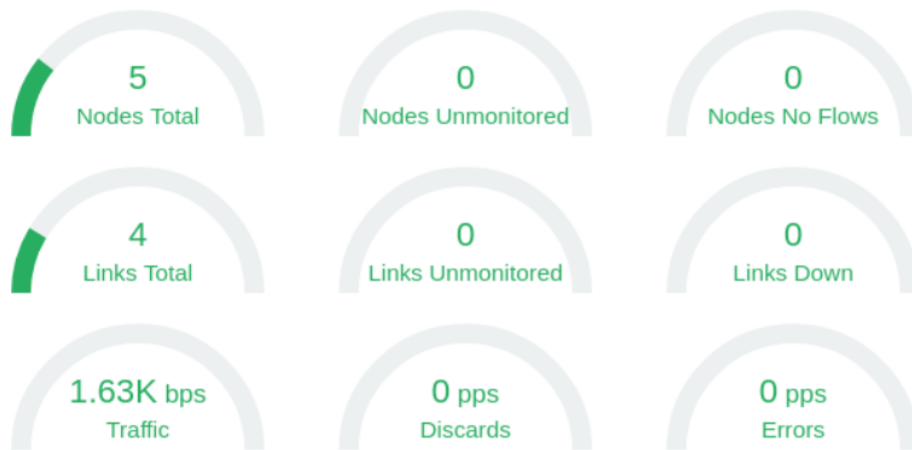 5
Nodes Total
0
Nodes Unmonitored
0
Nodes No Flows
4
Links Total
0
Links Unmonitored
0
Links Down
1.63K bps
Traffic
0 pps
Discards
0 pps
Errors